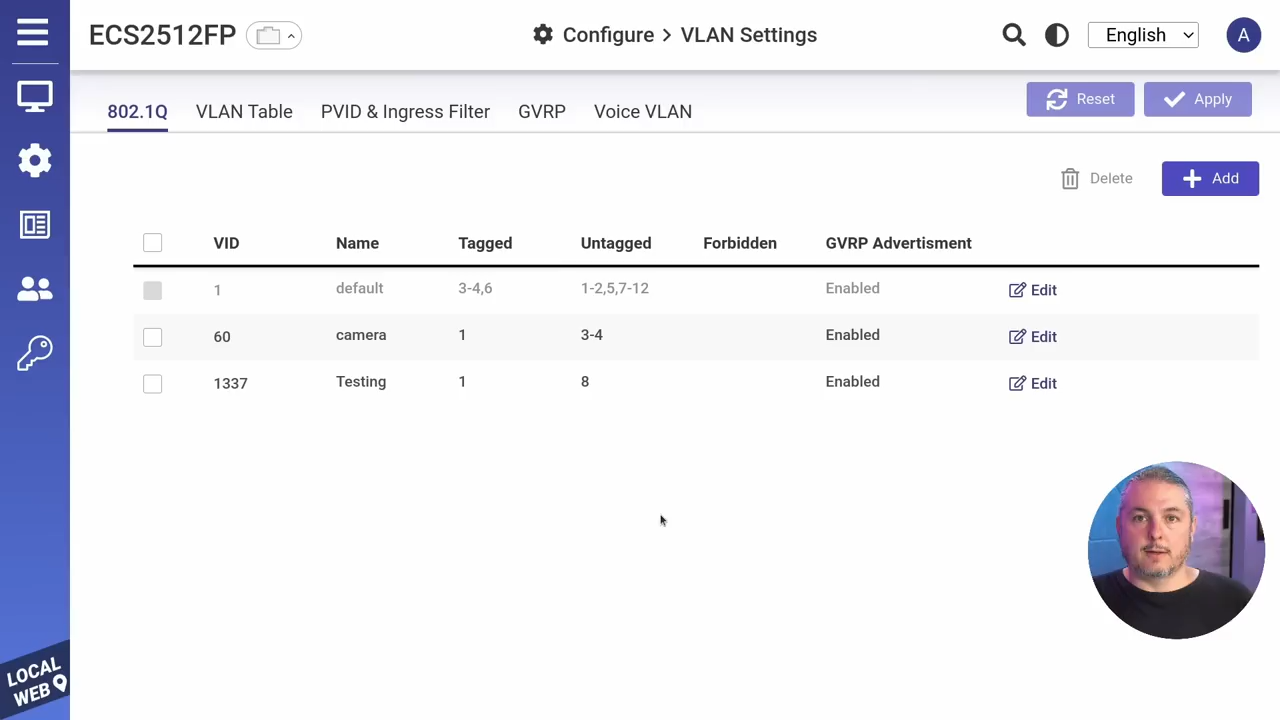 ECS2512FP
Configure > VLAN Settings
English
A
802.1Q VLAN Table PVID & Ingress Filter GVRP Voice VLAN
Reset Apply
Delete Add
VID Name Tagged Untagged Forbidden GVRP Advertisment
1 default 3-4,6 1-2,5,7-12 Enabled Edit
60 camera 1 3-4 Enabled Edit
1337 Testing 1 8 Enabled Edit
LOCAL
WEB